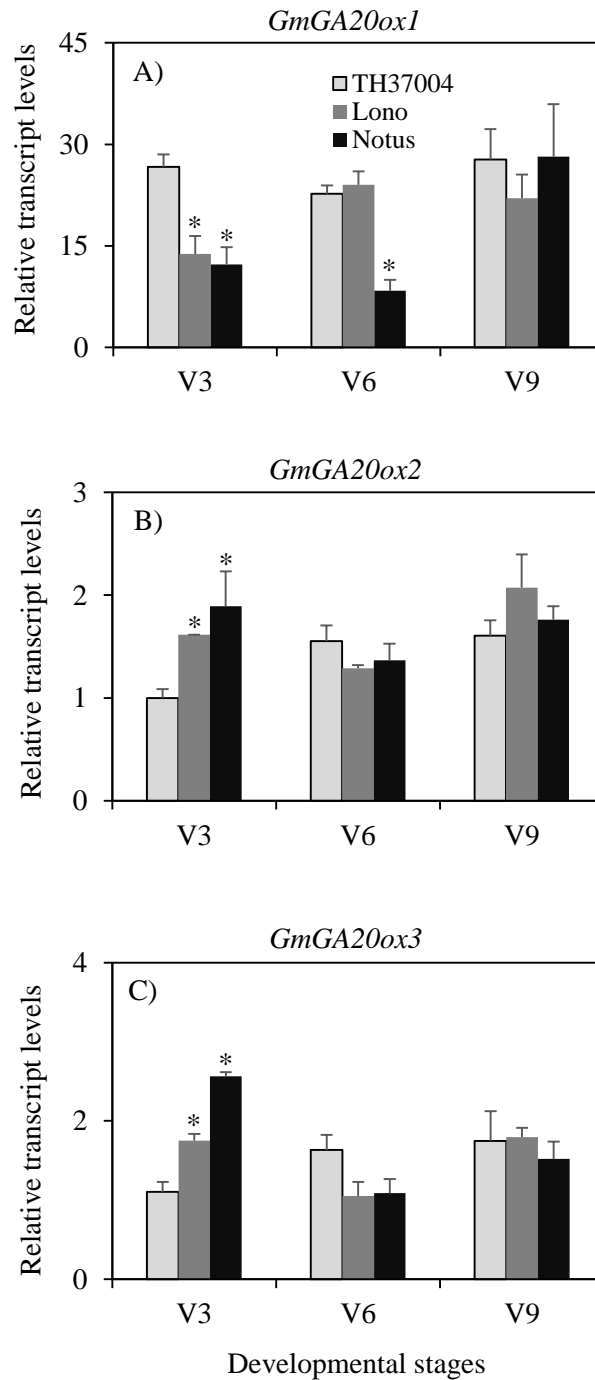 GmGA20ox1
45
30
15
0
Relative transcript levels
A)
TH37004
Lono
Notus
* *
*
V3 V6 V9
GmGA20ox2
3
2
1
0
Relative transcript levels
B)
* *
V3 V6 V9
GmGA20ox3
4
2
0
Relative transcript levels
C)
* *
V3 V6 V9
Developmental stages